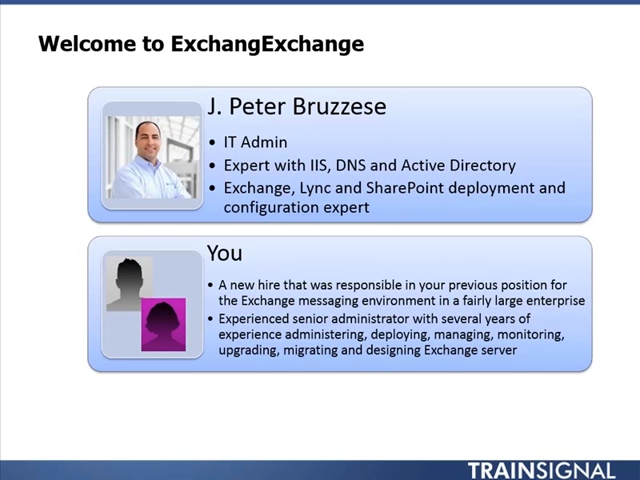 Welcome to ExchangExchange
J. Peter Bruzzese
• IT Admin
• Expert with IIS, DNS and Active Directory
• Exchange, Lync and SharePoint deployment and
configuration expert
You
• A new hire that was responsible in your previous position for
the Exchange messaging environment in a fairly large enterprise
• Experienced senior administrator with several years of
experience administering, deploying, managing, monitoring,
upgrading, migrating and designing Exchange server
TRAINSIGNAL